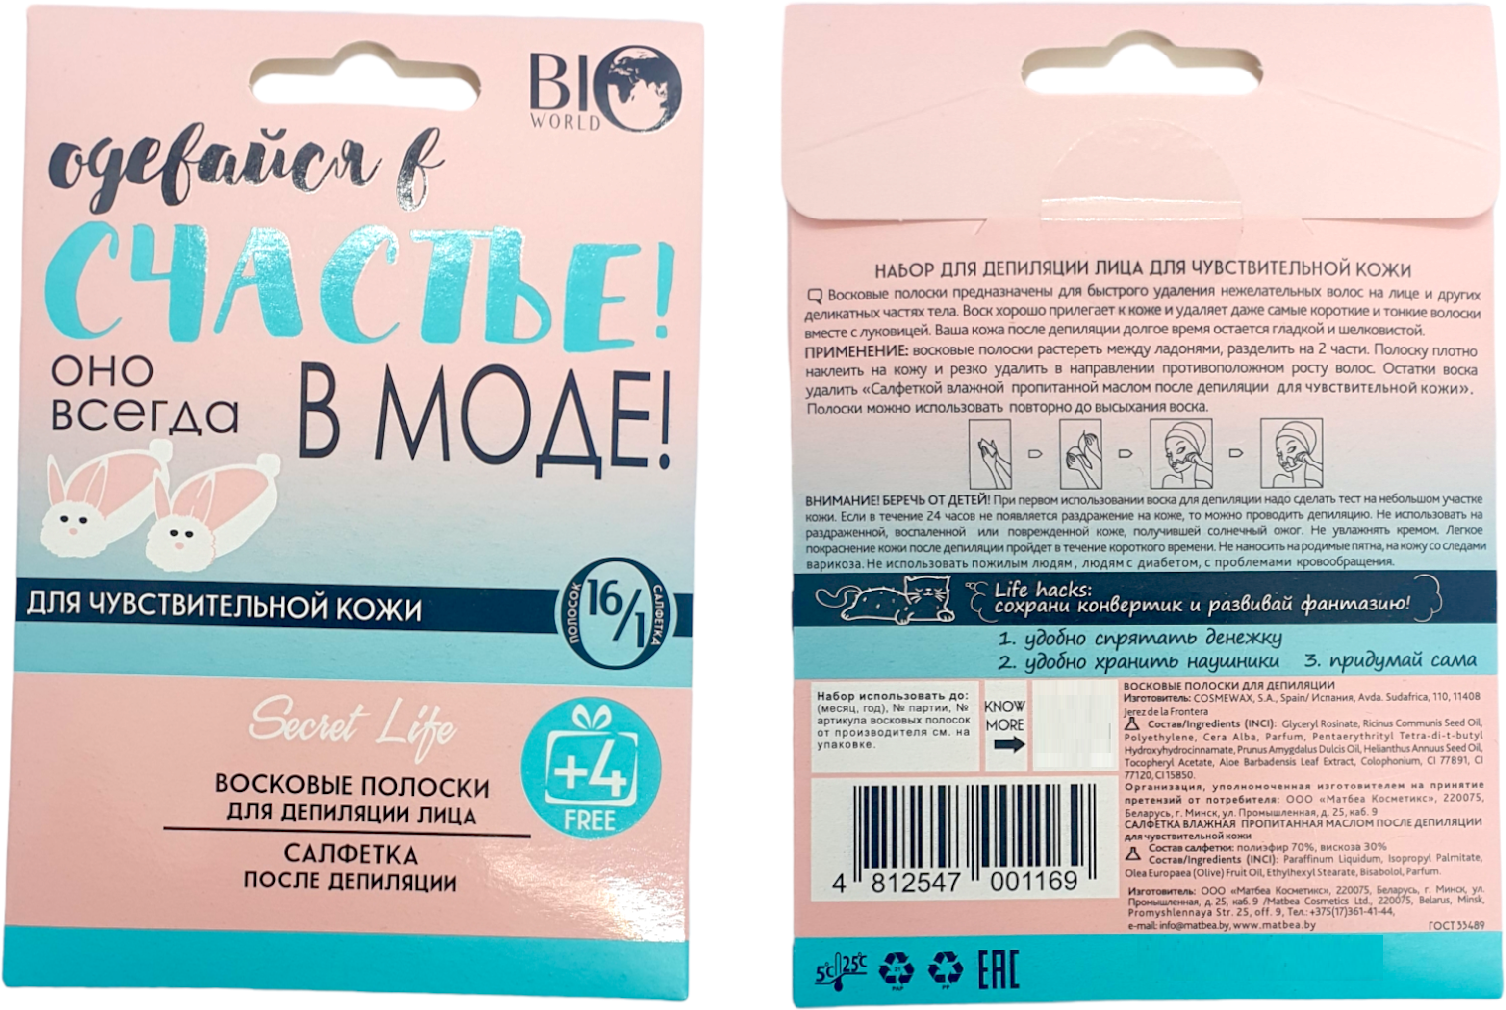 BIO
WORLD
одевайся в
СЧАСТЬЕ!
оно
всегда
В МОДЕ!
ДЛЯ ЧУВСТВИТЕЛЬНОЙ КОЖИ
ПОЛОСОК
16/1
САЛФЕТКА
Secret Life
ВОСКОВЫЕ ПОЛОСКИ
ДЛЯ ДЕПИЛЯЦИИ ЛИЦА
САЛФЕТКА
ПОСЛЕ ДЕПИЛЯЦИИ
+4
FREE
НАБОР ДЛЯ ДЕПИЛЯЦИИ ЛИЦА ДЛЯ ЧУВСТВИТЕЛЬНОЙ КОЖИ
Восковые полоски предназначены для быстрого удаления нежелательных волос на лице и других
деликатных частях тела. Воск хорошо прилегает к коже и удаляет даже самые короткие и тонкие волоски
вместе с луковицей. Ваша кожа после депиляции долгое время остается гладкой и шелковистой.
ПРИМЕНЕНИЕ: восковые полоски растереть между ладонями, разделить на 2 части. Полоску плотно
наклеить на кожу и резко удалить в направлении противоположном росту волос. Остатки воска
удалить «Салфеткой влажной пропитанной маслом после депиляции для чувствительной кожи».
Полоски можно использовать повторно до высыхания воска.
ВНИМАНИЕ! БЕРЕЧЬ ОТ ДЕТЕЙ! При первом использовании воска для депиляции надо сделать тест на небольшом участке
кожи. Если в течение 24 часов не появляется раздражение на коже, то можно проводить депиляцию. Не использовать на
раздраженной, воспаленной или поврежденной коже, получившей солнечный ожог. Не увлажнять кремом. Легкое
покраснение кожи после депиляции пройдет в течение короткого времени. Не наносить на родимые пятна, на кожу со следами
варикоза. Не использовать пожилым людям, людям с диабетом, с проблемами кровообращения.
Life hacks:
сохрани конвертик и развивай фантазию!
1. удобно спрятать денежку
2. удобно хранить наушники 3. придумай сама
Набор использовать до:
(месяц, год), № партии, №
артикула восковых полосок
от производителя см. на
упаковке.
KNOW
MORE
ВОСКОВЫЕ ПОЛОСКИ ДЛЯ ДЕПИЛЯЦИИ
Изготовитель: COSMEWAX, S.A., Spain/ Испания, Avda. Sudafrica, 110, 11408
Jerez de la Frontera
Состав/Ingredients (INCI): Glyceryl Rosinate, Ricinus Communis Seed Oil,
Polyethylene, Cera Alba, Parfum, Pentaerythrityl Tetra-di-t-butyl
Hydroxyhydrocinnamate, Prunus Amygdalus Dulcis Oil, Helianthus Annuus Seed Oil,
Tocopheryl Acetate, Aloe Barbadensis Leaf Extract, Colophonium, CI 77891, CI
77120, CI 15850.
Организация, уполномоченная изготовителем на принятие
претензий от потребителя: ООО «Матбеа Косметикс», 220075,
Беларусь, г. Минск, ул. Промышленная, д. 25, каб. 9
САЛФЕТКА ВЛАЖНАЯ ПРОПИТАННАЯ МАСЛОМ ПОСЛЕ ДЕПИЛЯЦИИ
для чувствительной кожи
Состав салфетки: полиэфир 70%, вискоза 30%
Состав/Ingredients (INCI): Paraffinum Liquidum, Isopropyl Palmitate,
Olea Europaea (Olive) Fruit Oil, Ethylhexyl Stearate, Bisabolol, Parfum.
Изготовитель: ООО «Матбеа Косметикс», 220075, Беларусь, г. Минск, ул.
Промышленная, д. 25, каб.9 /Matbea Cosmetics Ltd., 220075, Belarus, Minsk,
Promyshlennaya Str. 25, off. 9, Тел.: +375(17)361-41-44,
e-mail: info@matbea.by, www.matbea.by ГОСТ33489
4 812547 001169
5°C 25°C
PAP
PP
EAC